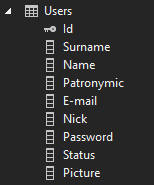 Users
Id
Surname
Name
Patronymic
E-mail
Nick
Password
Status
Picture